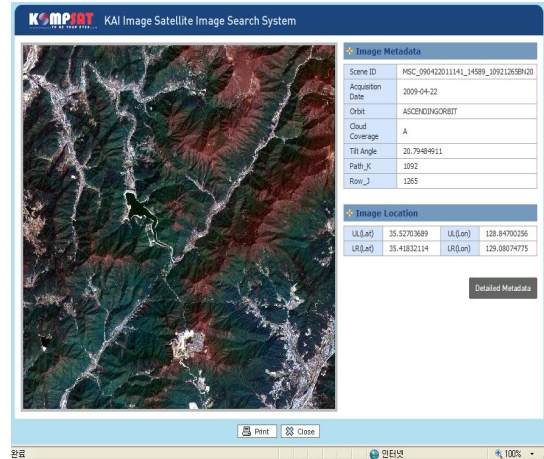 KOMPSAT KAI Image Satellite Image Search System
TO BE YOUR EYES
Image Metadata
Scene ID MSC_090422011141_14589_10921265BN20
Acquisition
Date 2009-04-22
Orbit ASCENDINGORBIT
Cloud
Coverage A
Tilt Angle 20.79484911
Path_K 1092
Row_J 1265
Image Location
UL(Lat) 35.52703689 UL(Lon) 128.84700256
LR(Lat) 35.41832114 LR(Lon) 129.08074775
Detailed Metadata
Print Close
완료 인터넷 100%